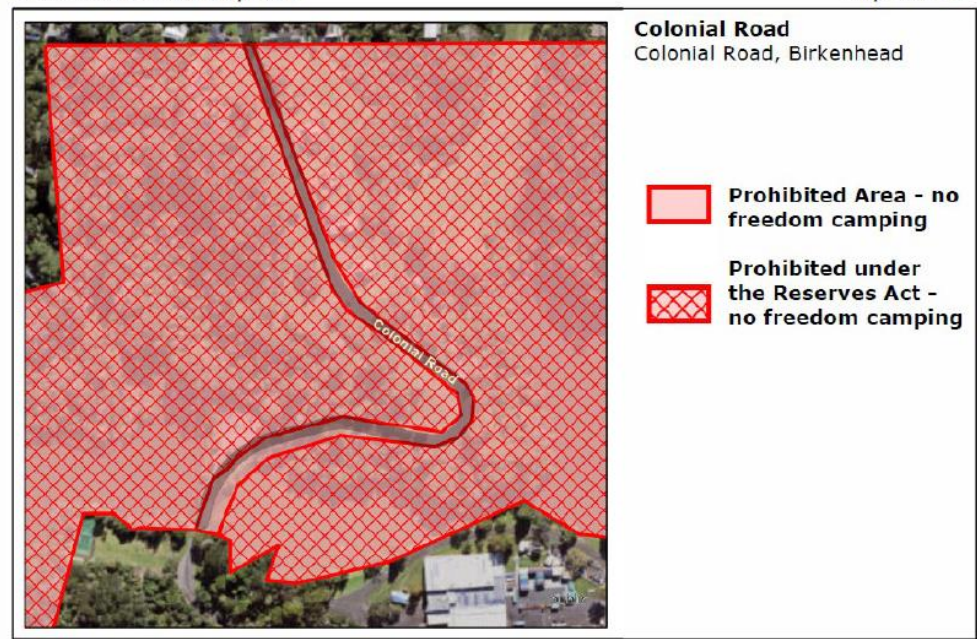 Colonial Road
Colonial Road, Birkenhead
Prohibited Area - no
freedom camping
Prohibited under
the Reserves Act -
no freedom camping
Colonial Road